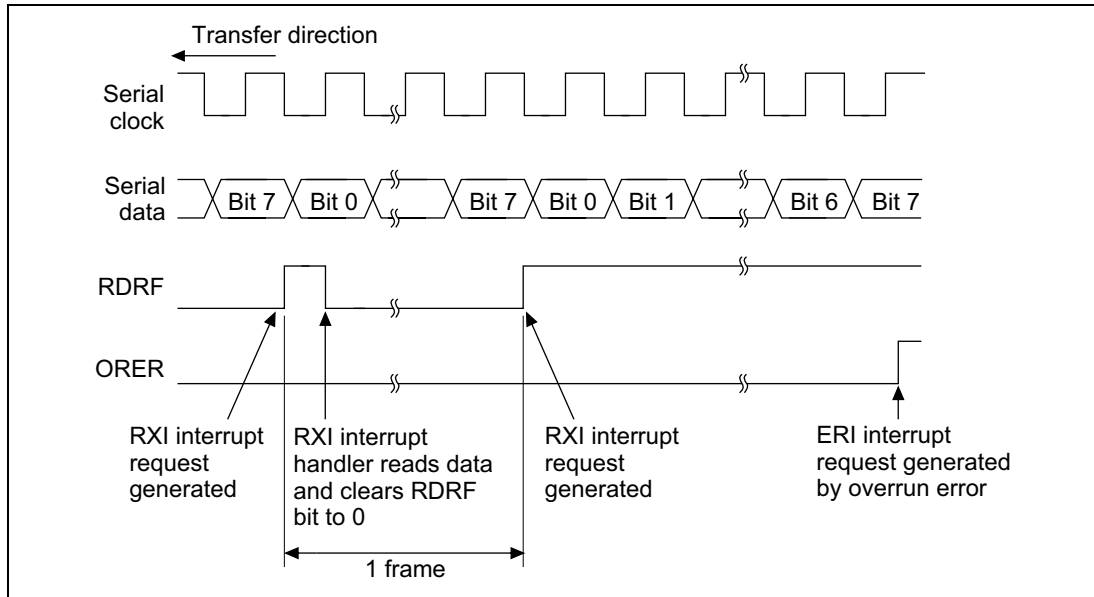 Transfer direction
Serial
clock
Serial
data
Bit 7
Bit 0
Bit 7
Bit 0
Bit 1
Bit 6
Bit 7
RDRF
ORER
RXI interrupt
request
generated
RXI interrupt
handler reads data
and clears RDRF
bit to 0
RXI interrupt
request
generated
ERI interrupt
request generated
by overrun error
1 frame